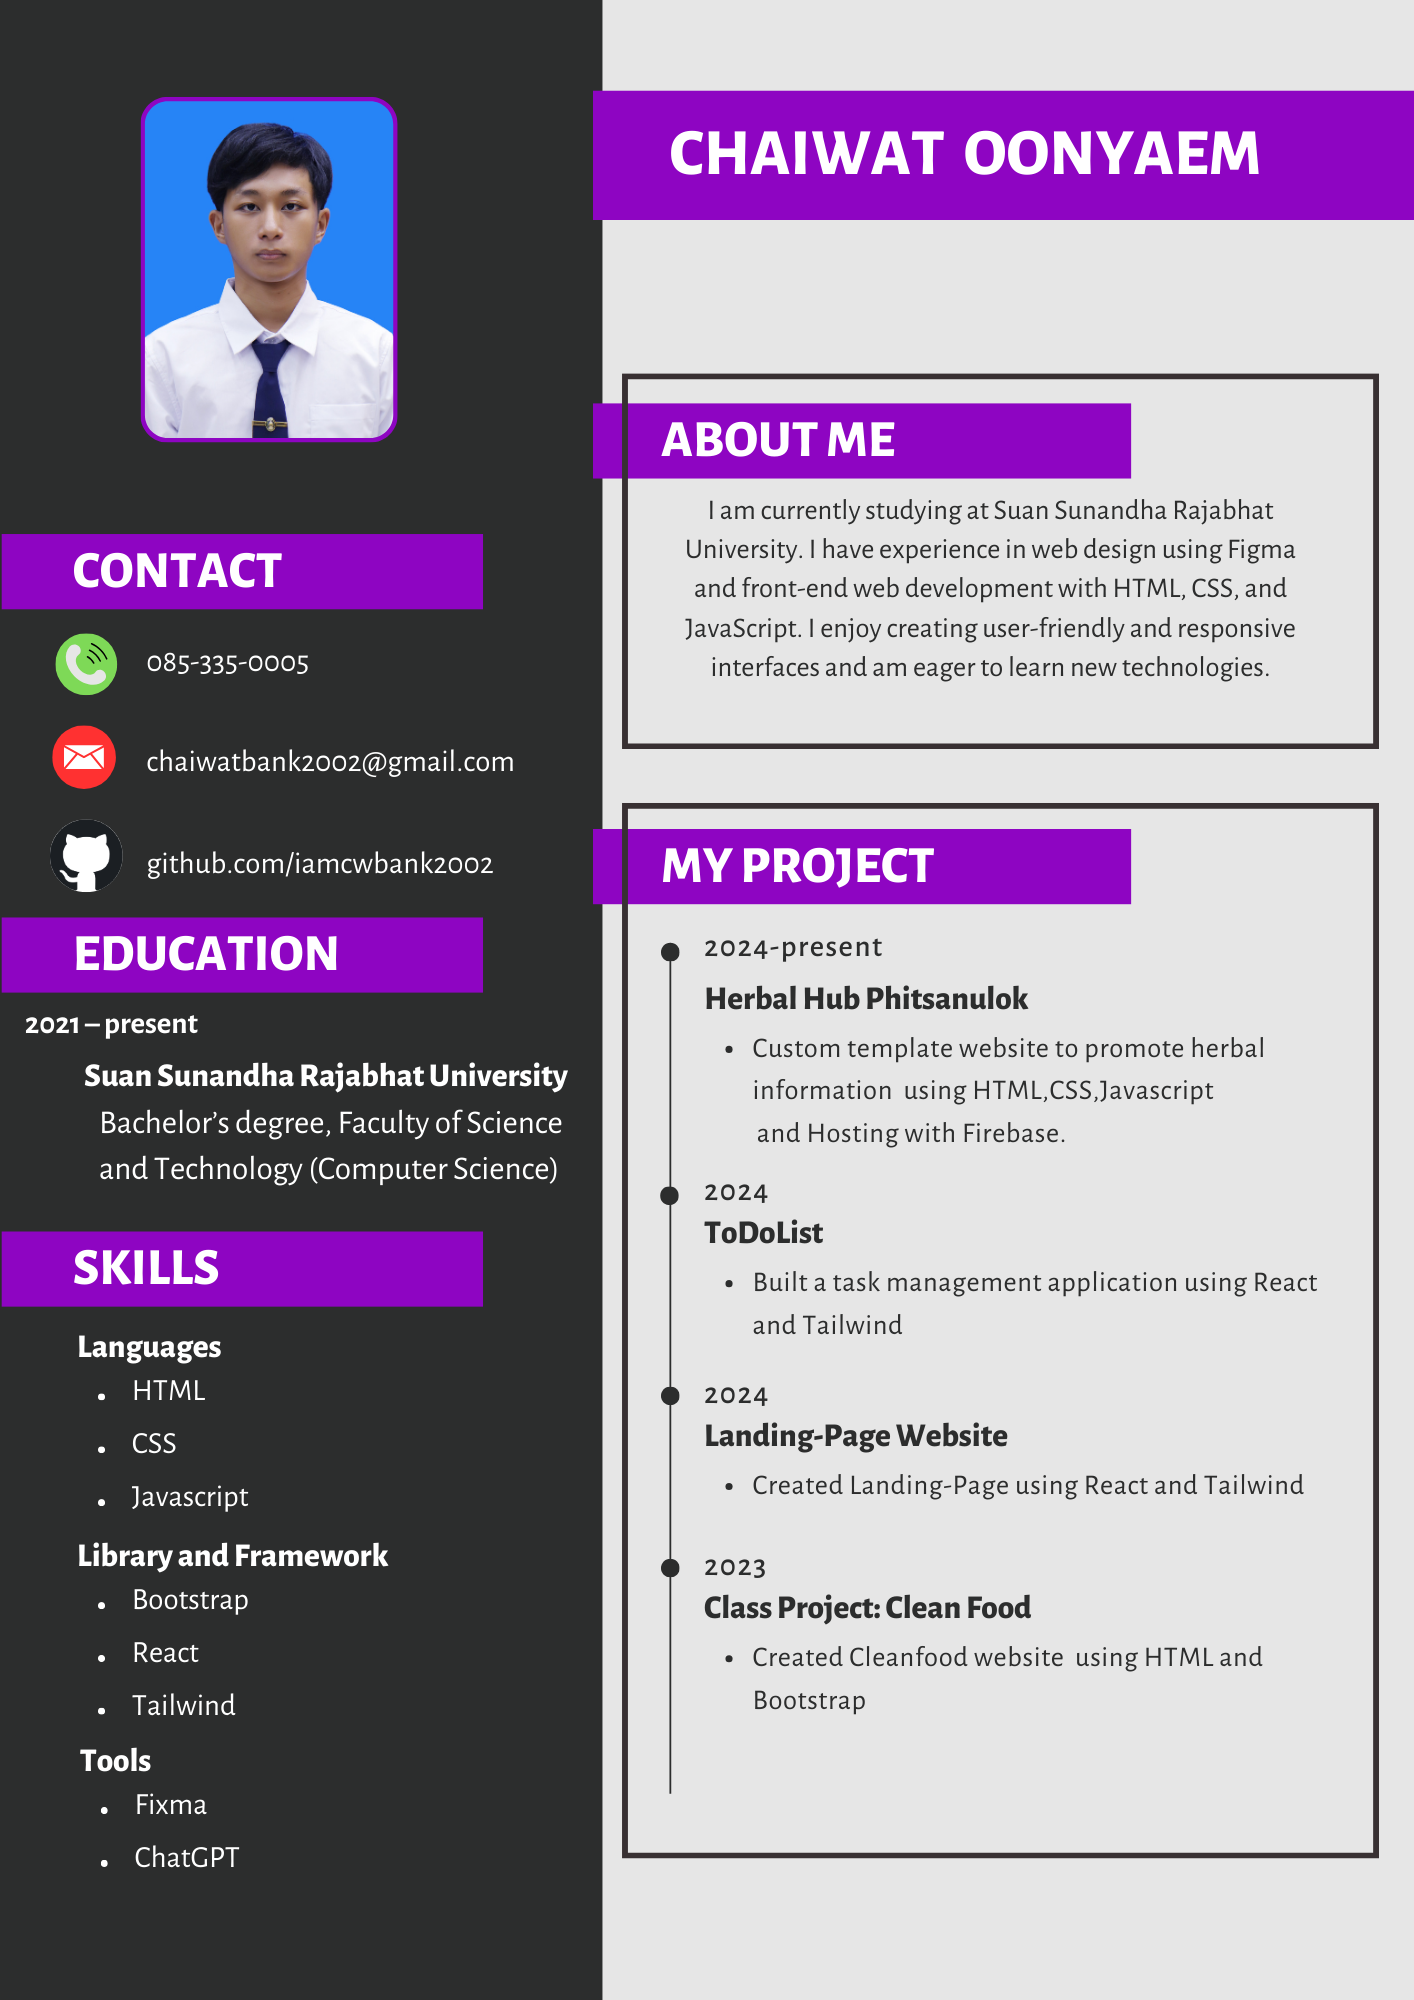 CHAIWAT OONYAEM
CONTACT
085-335-0005
chaiwatbank2002@gmail.com
github.com/iamcwbank2002
EDUCATION
2021 – present
Suan Sunandha Rajabhat University
Bachelor’s degree, Faculty of Science
and Technology (Computer Science)
SKILLS
Languages
• HTML
• CSS
• Javascript
Library and Framework
• Bootstrap
• React
• Tailwind
Tools
• Fixma
• ChatGPT
ABOUT ME
I am currently studying at Suan Sunandha Rajabhat
University. I have experience in web design using Figma
and front-end web development with HTML, CSS, and
JavaScript. I enjoy creating user-friendly and responsive
interfaces and am eager to learn new technologies.
MY PROJECT
2024-present
Herbal Hub Phitsanulok
• Custom template website to promote herbal
information using HTML,CSS,Javascript
and Hosting with Firebase.
2024
ToDoList
• Built a task management application using React
and Tailwind
2024
Landing-Page Website
• Created Landing-Page using React and Tailwind
2023
Class Project: Clean Food
• Created Cleanfood website using HTML and
Bootstrap